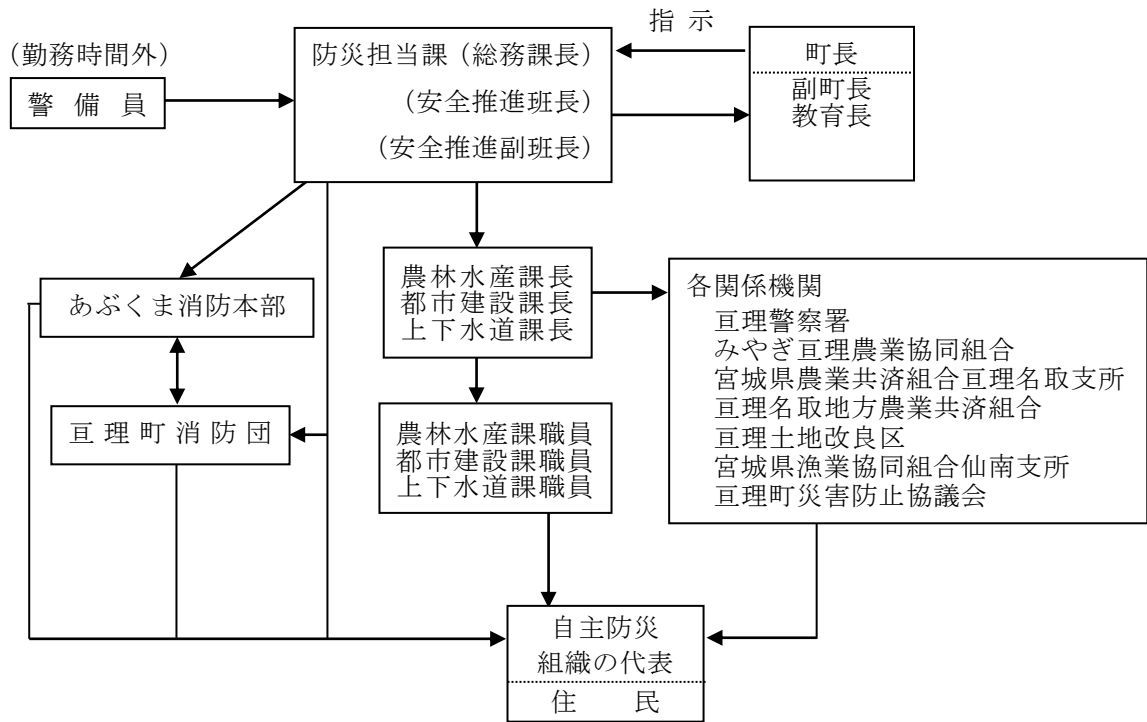 指 示
(勤務時間外)
警 備 員
防災担当課 (総務課長)
(安全推進班長)
(安全推進副班長)
町長
副町長
教育長
あぶくま消防本部
亘 理 町 消 防 団
農林水産課長
都市建設課長
上下水道課長
農林水産課職員
都市建設課職員
上下水道課職員
各関係機関
亘理警察署
みやぎ亘理農業協同組合
宮城県農業共済組合亘理名取支所
亘理名取地方農業共済組合
亘理土地改良区
宮城県漁業協同組合仙南支所
亘理町災害防止協議会
自主防災
組織の代表
住 民